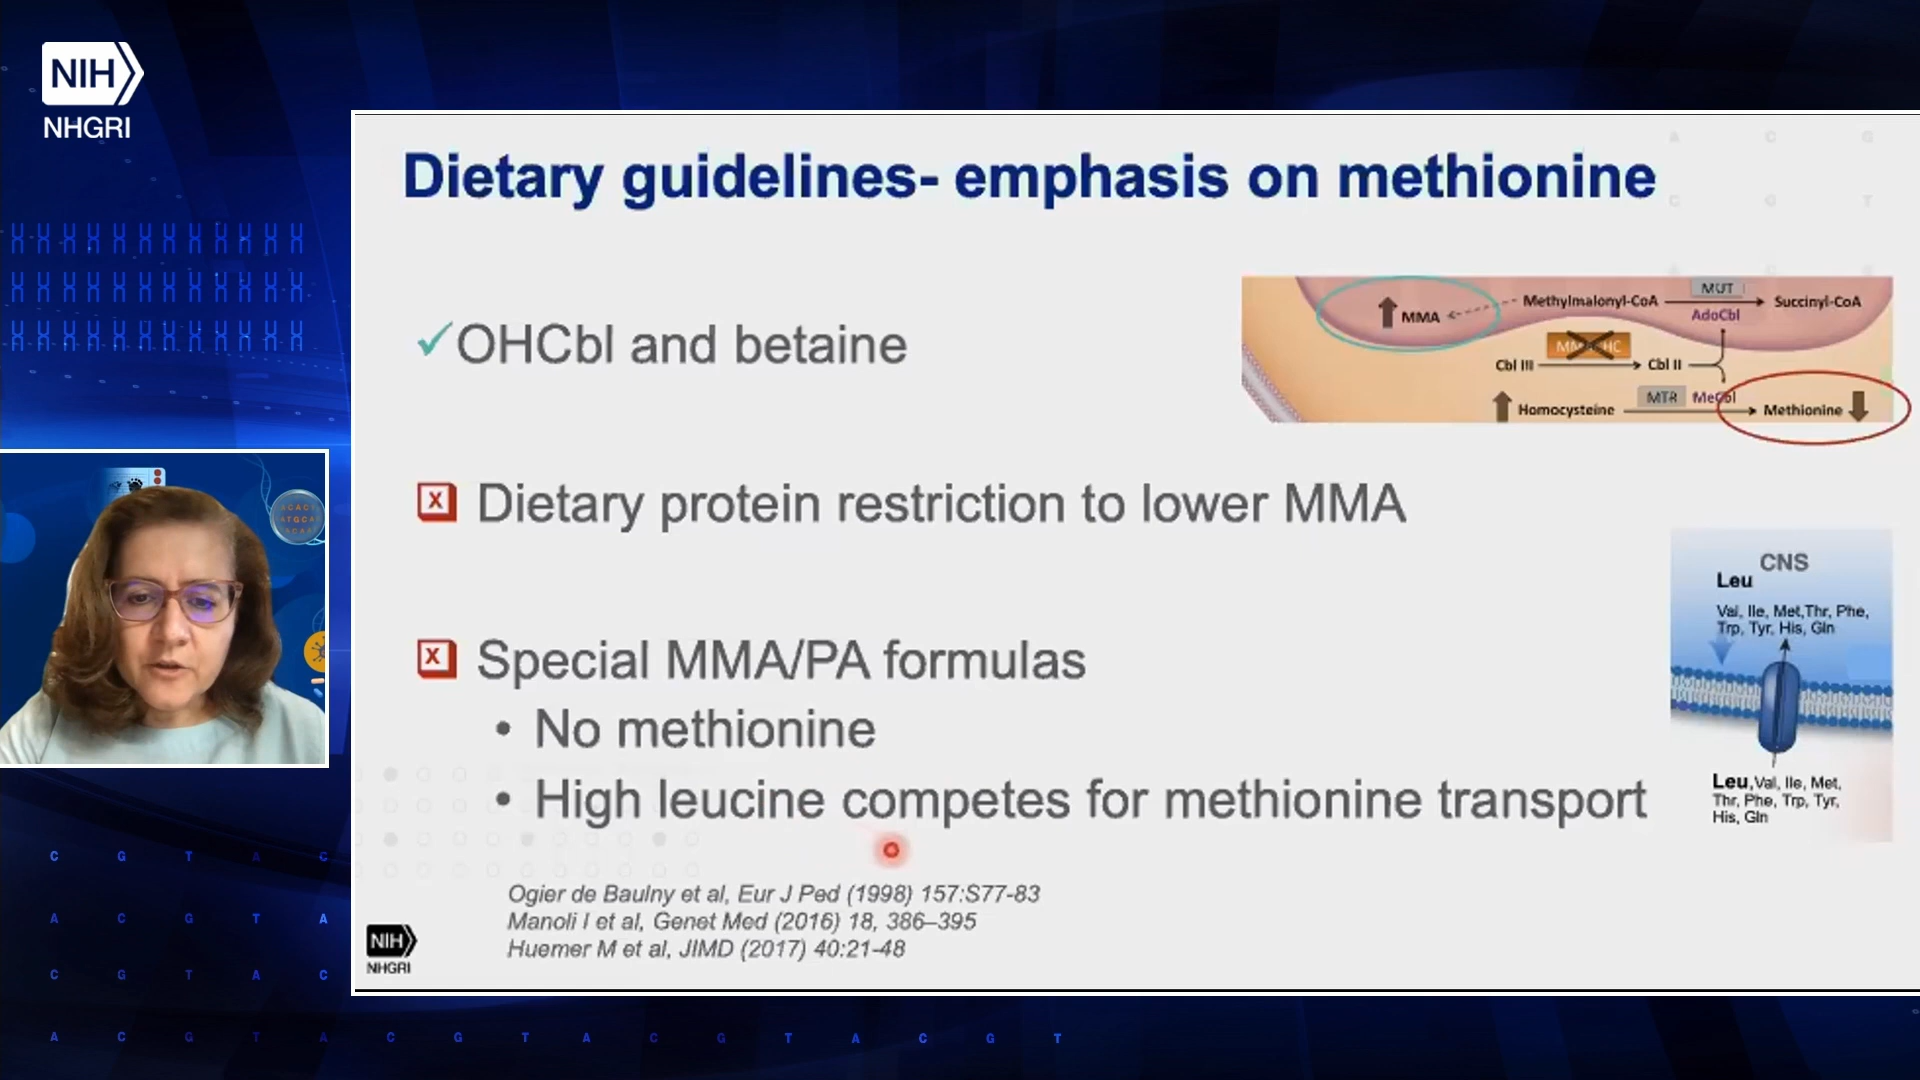 NIH
NHGRI
Dietary guidelines- emphasis on methionine
✓OHCbl and betaine
MUT
MMA
Methylmalonyl-CoA
Succinyl-CoA
AdoCbl
Cbl III
Cbl II
MTR
MeCbl
Homocysteine
Methionine
X Dietary protein restriction to lower MMA
CNS
Leu
Val, Ile, Met,Thr, Phe,
Trp, Tyr, His, Gln
X Special MMA/PA formulas
• No methionine
• High leucine competes for methionine transport
Leu,Val, Ile, Met,
Thr, Phe, Trp, Tyr,
His, Gln
Ogier de Baulny et al, Eur J Ped (1998) 157:S77-83
Manoli I et al, Genet Med (2016) 18, 386–395
Huemer M et al, JIMD (2017) 40:21-48
NIH
NHGRI
C G T A C
A C G T A
C G T A C
A C G T A C G T A C G T A C G T